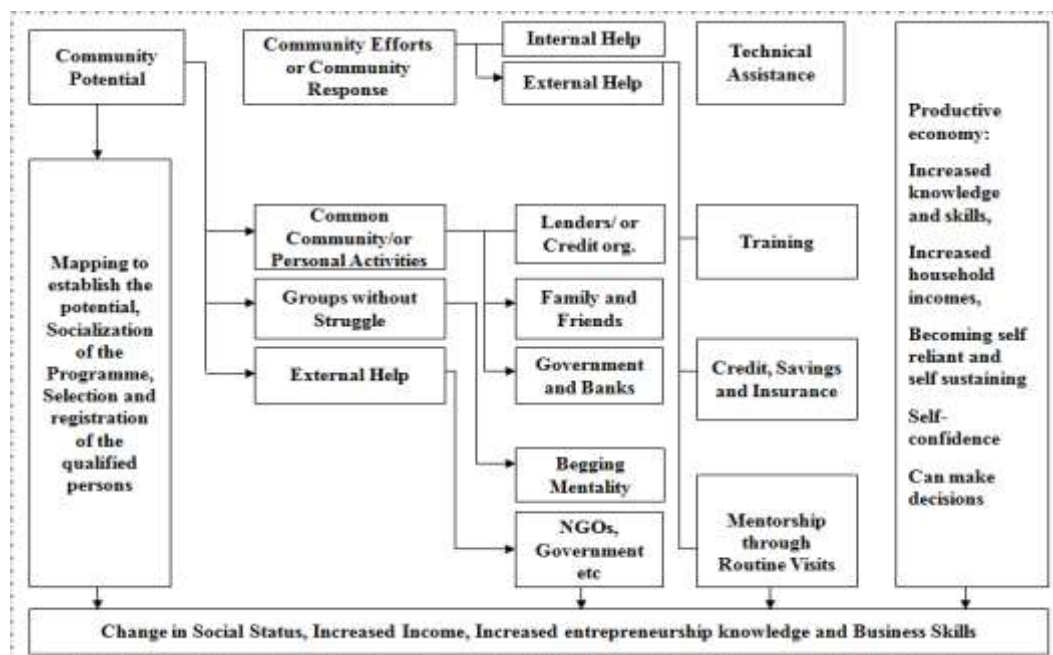 Community
Potential
Community Efforts
or Community
Response
Internal Help
External Help
Technical
Assistance
Mapping to
establish the
potential,
Socialization
of the
Programme,
Selection and
registration
of the
qualified
persons
Common
Community/or
Personal Activities
Groups without
Struggle
External Help
Lenders/ or
Credit org.
Family and
Friends
Government
and Banks
Begging
Mentality
NGOs,
Government
etc
Training
Credit, Savings
and Insurance
Mentorship
through
Routine Visits
Productive
economy:
Increased
knowledge
and skills,
Increased
household
incomes,
Becoming self
reliant and
self sustaining
Self-
confidence
Can make
decisions
Change in Social Status, Increased Income, Increased entrepreneurship knowledge and Business Skills